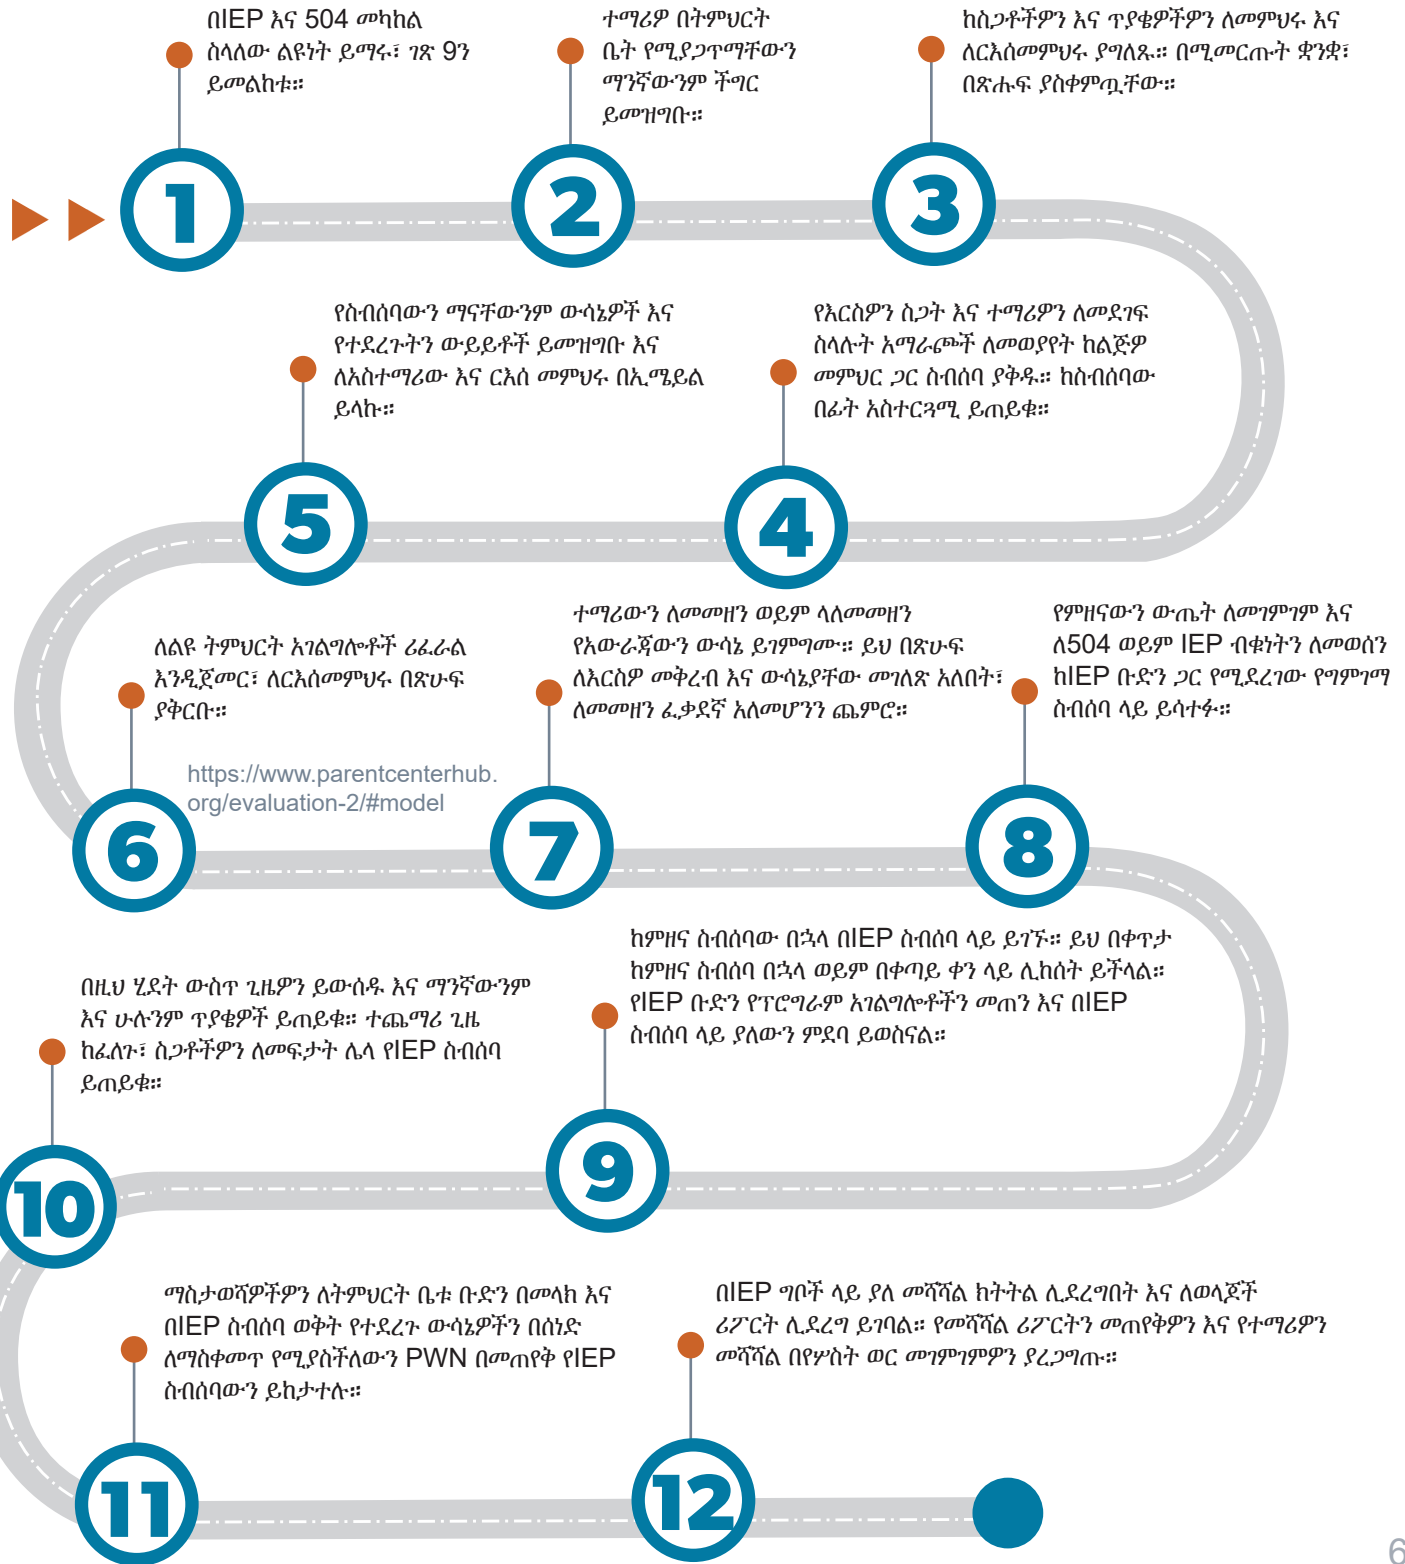 በIEP እና 504 መካከል
ስላለው ልዩነት ይማሩ፣ ገጽ 9ን
ይመልከቱ።
1
ተማሪዎ በትምህርት
ቤት የሚያጋጥማቸውን
ማንኛውንም ችግር
ይመዝግቡ።
2
ከስጋቶችዎን እና ጥያቄዎችዎን ለመምህሩ እና
ለርእሰመምህሩ ያግለጹ። በሚመርጡት ቋንቋ፣
በጽሑፍ ያስቀምጧቸው።
3
የእርስዎን ስጋት እና ተማሪዎን ለመደገፍ
ስላሉት አማራጮች ለመወያየት ከልጅዎ
መምህር ጋር ስብሰባ ያቅዱ። ከስብሰባው
በፊት አስተርጓሚ ይጠይቁ።
4
የስብሰባውን ማናቸውንም ውሳኔዎች እና
የተደረጉትን ውይይቶች ይመዝግቡ እና
ለአስተማሪው እና ርእሰ መምህሩ በኢሜይል
ይላኩ።
5
ለልዩ ትምህርት አገልግሎቶች ሪፈራል
እንዲጀመር፣ ለርእሰመምህሩ በጽሁፍ
ያቅርቡ።
https://www.parentcenterhub.
org/evaluation-2/#model
6
ተማሪውን ለመመዘን ወይም ላለመመዘን
የአውራጃውን ውሳኔ ይገምግሙ። ይህ በጽሁፍ
ለእርስዎ መቅረብ እና ውሳኔያቸው መገለጽ አለበት፣
ለመመዘን ፈቃደኛ አለመሆንን ጨምሮ።
7
የምዘናውን ውጤት ለመገምገም እና
ለ504 ወይም IEP ብቁነትን ለመወሰን
ከIEP ቡድን ጋር የሚደረገው የግምገማ
ስብሰባ ላይ ይሳተፉ።
8
ከምዘና ስብሰባው በኋላ በIEP ስብሰባ ላይ ይገኙ። ይህ በቀጥታ
ከምዘና ስብሰባ በኋላ ወይም በቀጣይ ቀን ላይ ሊከሰት ይችላል።
የIEP ቡድን የፕሮግራም አገልግሎቶችን መጠን እና በIEP
ስብሰባ ላይ ያለውን ምደባ ይወስናል።
9
በዚህ ሂደት ውስጥ ጊዜዎን ይውሰዱ እና ማንኛውንም
እና ሁሉንም ጥያቄዎች ይጠይቁ። ተጨማሪ ጊዜ
ከፈለጉ፣ ስጋቶችዎን ለመፍታት ሌላ የIEP ስብሰባ
ይጠይቁ።
10
ማስታወሻዎችዎን ለትምህርት ቤቱ ቡድን በመላክ እና
በIEP ስብሰባ ወቅት የተደረጉ ውሳኔዎችን በሰነድ
ለማስቀመጥ የሚያስችለውን PWN በመጠየቅ የIEP
ስብሰባውን ይከታተሉ።
11
በIEP ግቦች ላይ ያለ መሻሻል ክትትል ሊደረግበት እና ለወላጆች
ሪፖርት ሊደረግ ይገባል። የመሻሻል ሪፖርትን መጠየቅዎን እና የተማሪዎን
መሻሻል በየሦስት ወር መገምገምዎን ያረጋግጡ።
12
6